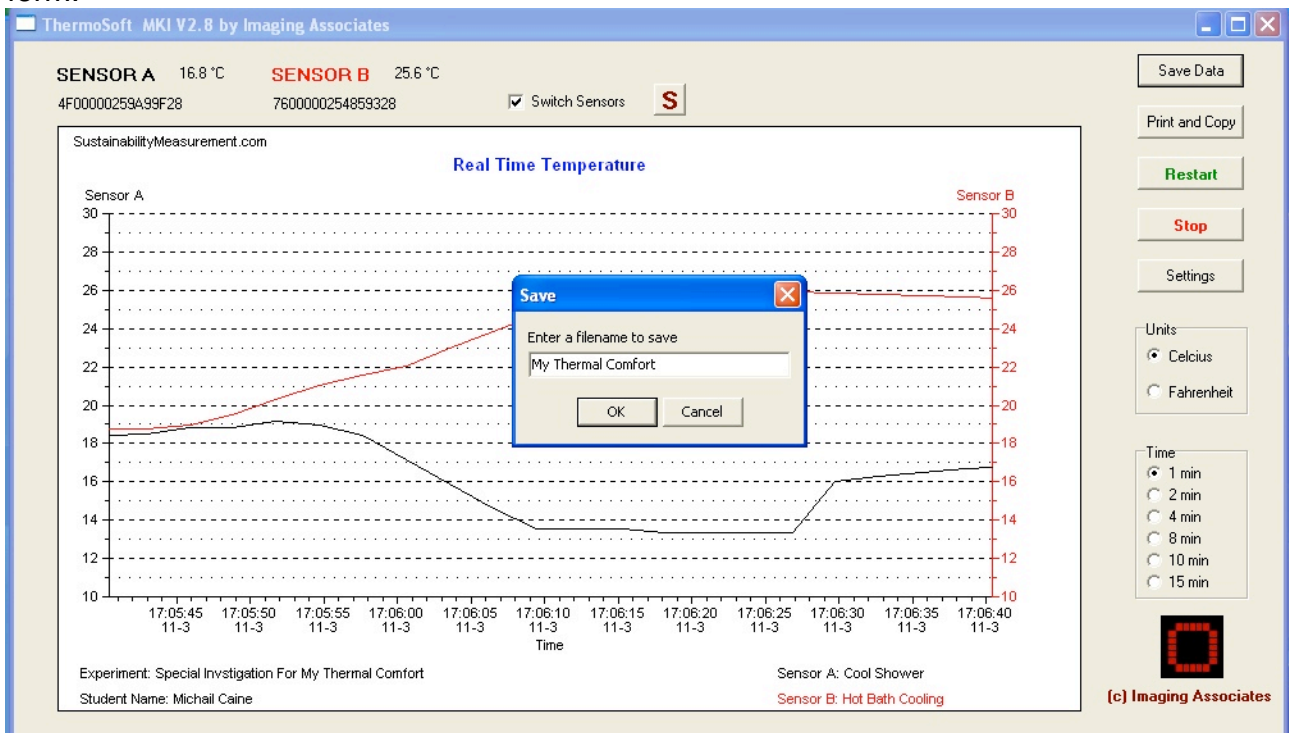 ThermoSoft MKI V2.8 by Imaging Associates
SENSOR A 16.8 °C SENSOR B 25.6 °C
4F00000259A99F28 7600000254859328
Switch Sensors S
Save Data
Print and Copy
Restart
Stop
Settings
Units
Celcius
Fahrenheit
Time
1 min
2 min
4 min
8 min
10 min
15 min
(c) Imaging Associates
SustainabilityMeasurement.com
Real Time Temperature
Sensor A Sensor B
30 30
28 28
26 26
24 24
22 22
20 20
18 18
16 16
14 14
12 12
10 10
17:05:45 17:05:50 17:05:55 17:06:00 17:06:05 17:06:10 17:06:15 17:06:20 17:06:25 17:06:30 17:06:35 17:06:40
11-3 11-3 11-3 11-3 11-3 11-3 11-3 11-3 11-3 11-3 11-3 11-3
Time
Save
Enter a filename to save
My Thermal Comfort
OK Cancel
Experiment: Special Invstigation For My Thermal Comfort Sensor A: Cool Shower
Student Name: Michail Caine Sensor B: Hot Bath Cooling